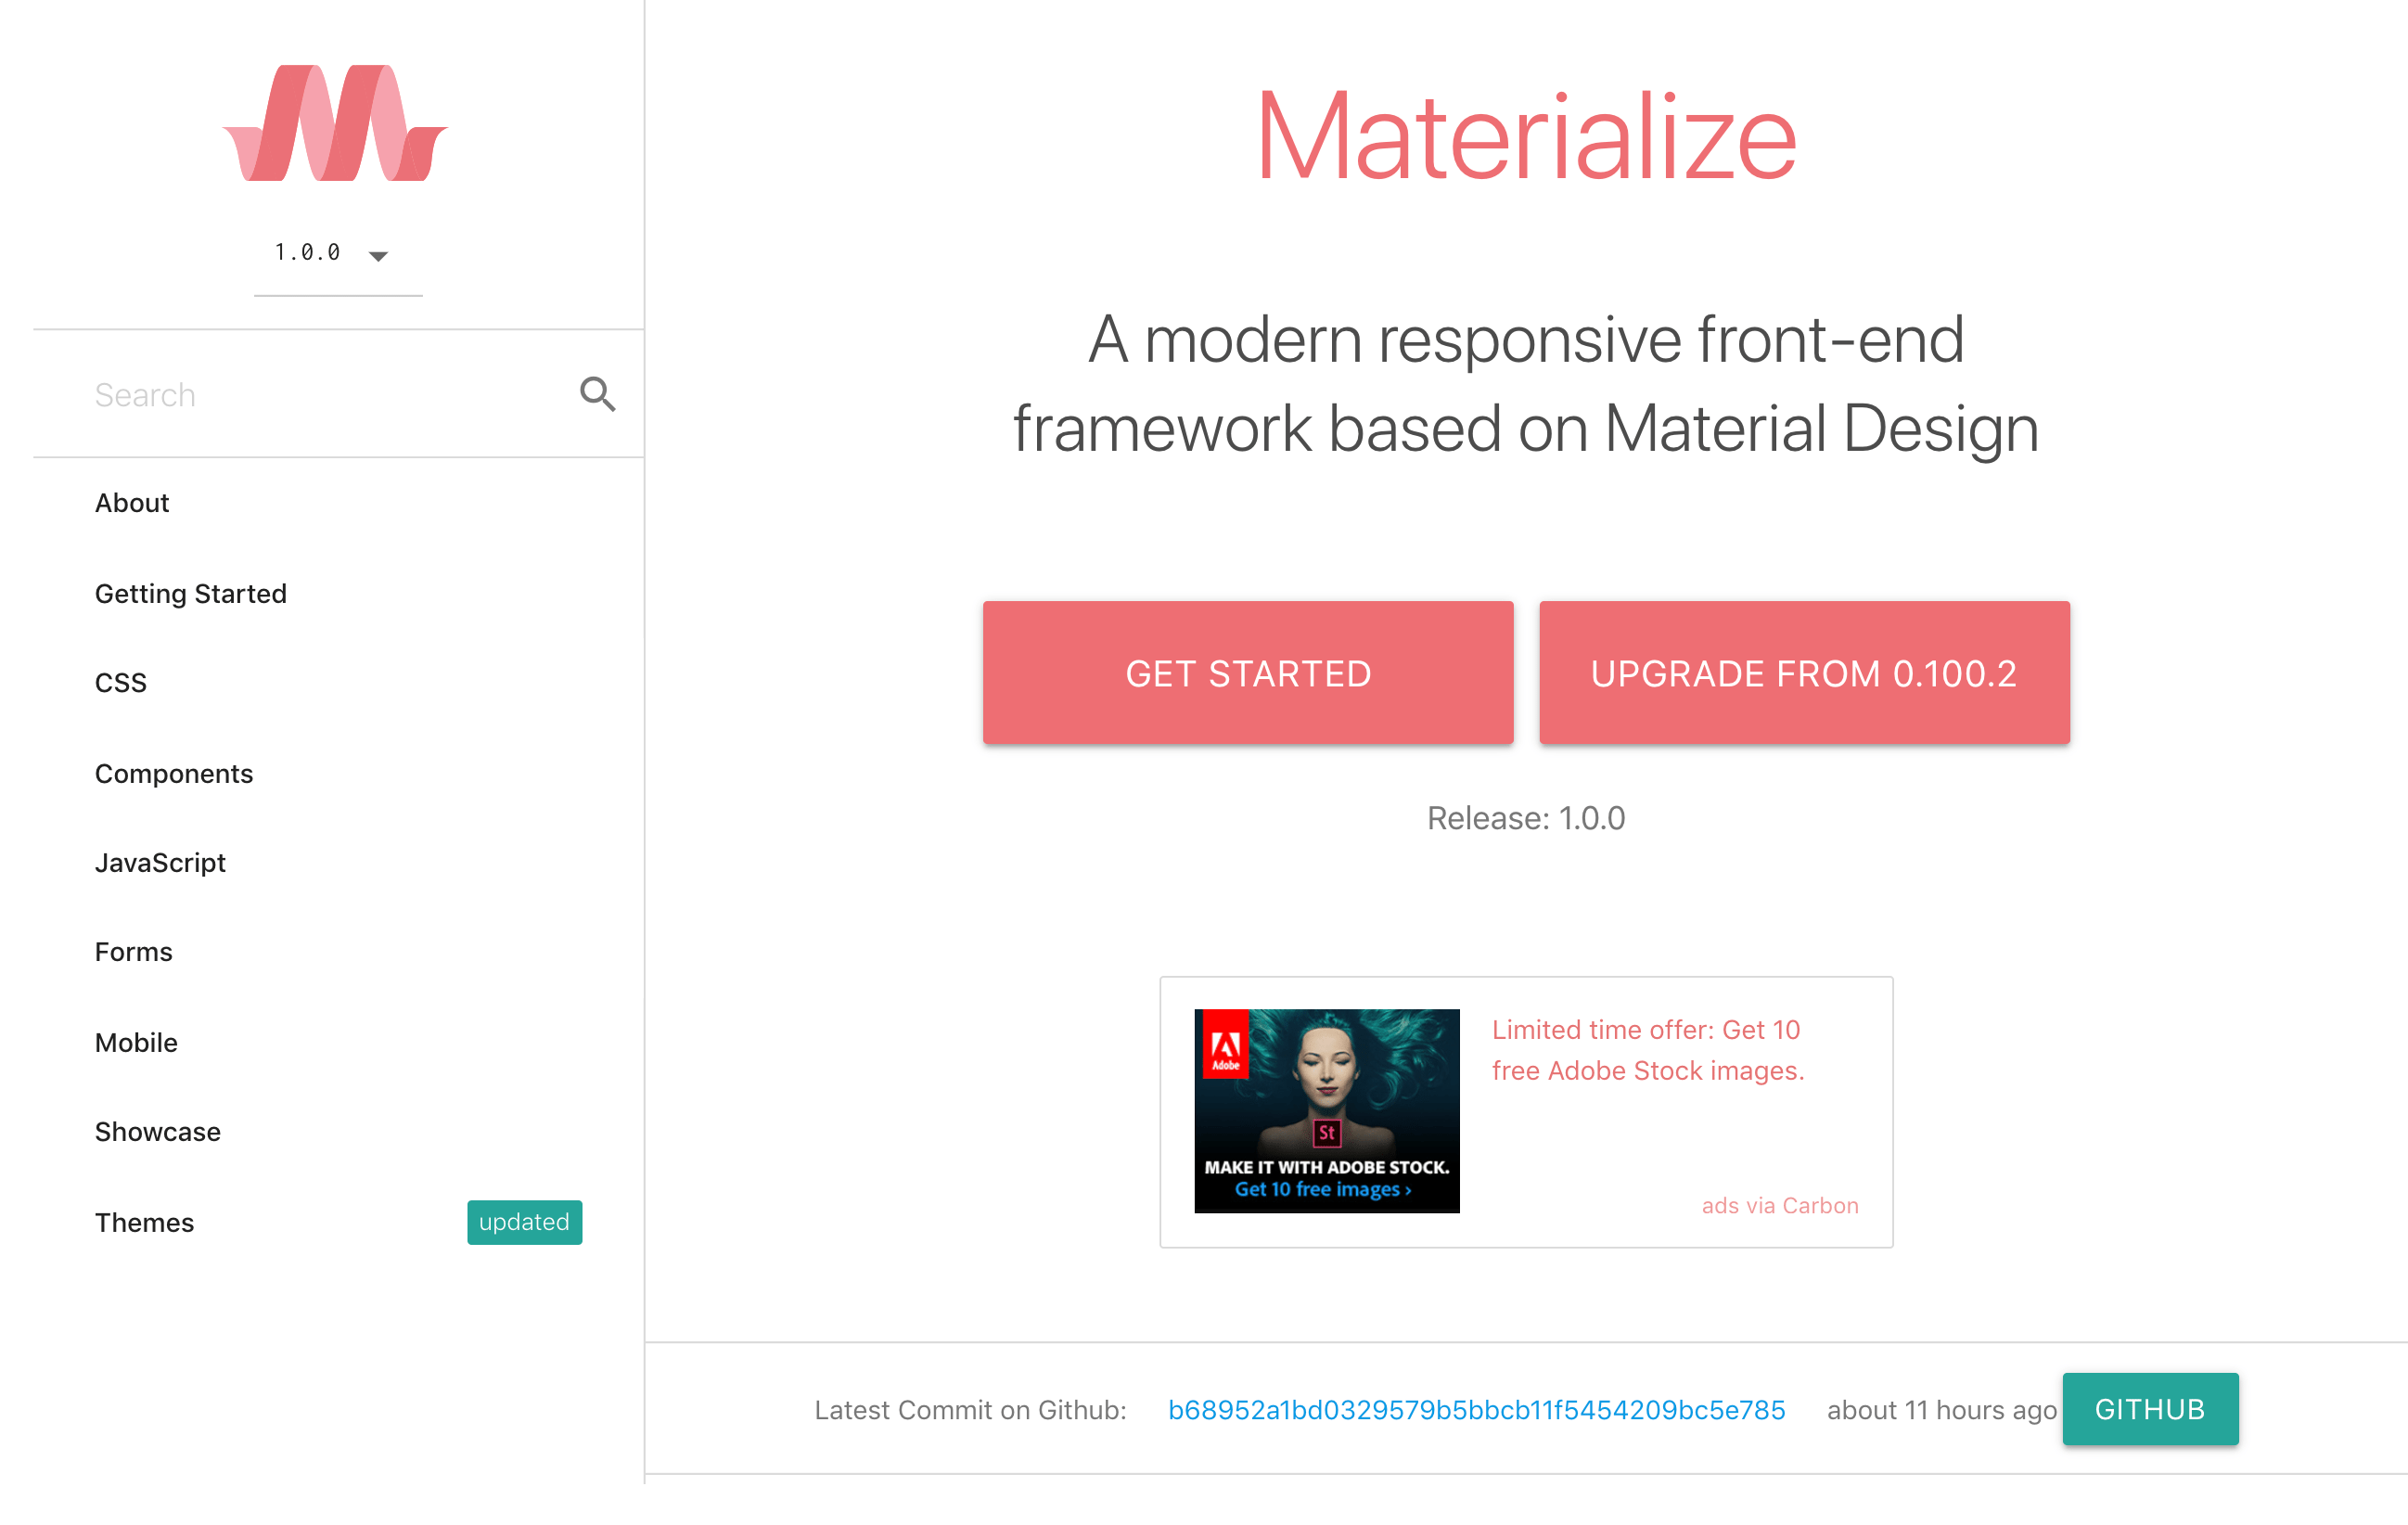 1.0.0
Search
About
Getting Started
CSS
Components
JavaScript
Forms
Mobile
Showcase
Themes
updated
Materialize
A modern responsive front-end
framework based on Material Design
GET STARTED
UPGRADE FROM 0.100.2
Release: 1.0.0
Adobe
St
MAKE IT WITH ADOBE STOCK.
Get 10 free images ›
Limited time offer: Get 10
free Adobe Stock images.
ads via Carbon
Latest Commit on Github: b68952a1bd0329579b5bbcb11f5454209bc5e785 about 11 hours ago GITHUB